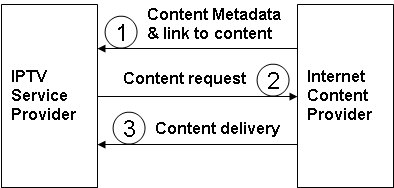 Content Metadata
1 & link to content
IPTV
Service
Provider
Content request 2
Internet
Content
Provider
3 Content delivery